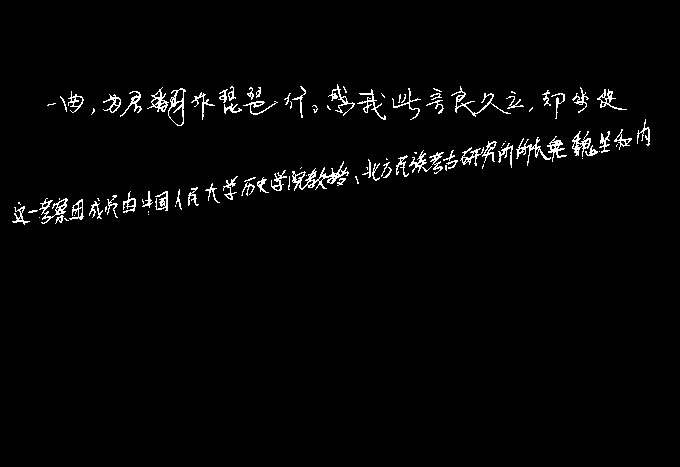 一曲,为君翻作琵琶行。感我此言良久立,却坐促
这一考察团成员由中国人民大学历史学院教授、北方民族考古研究所所长魏坚和内